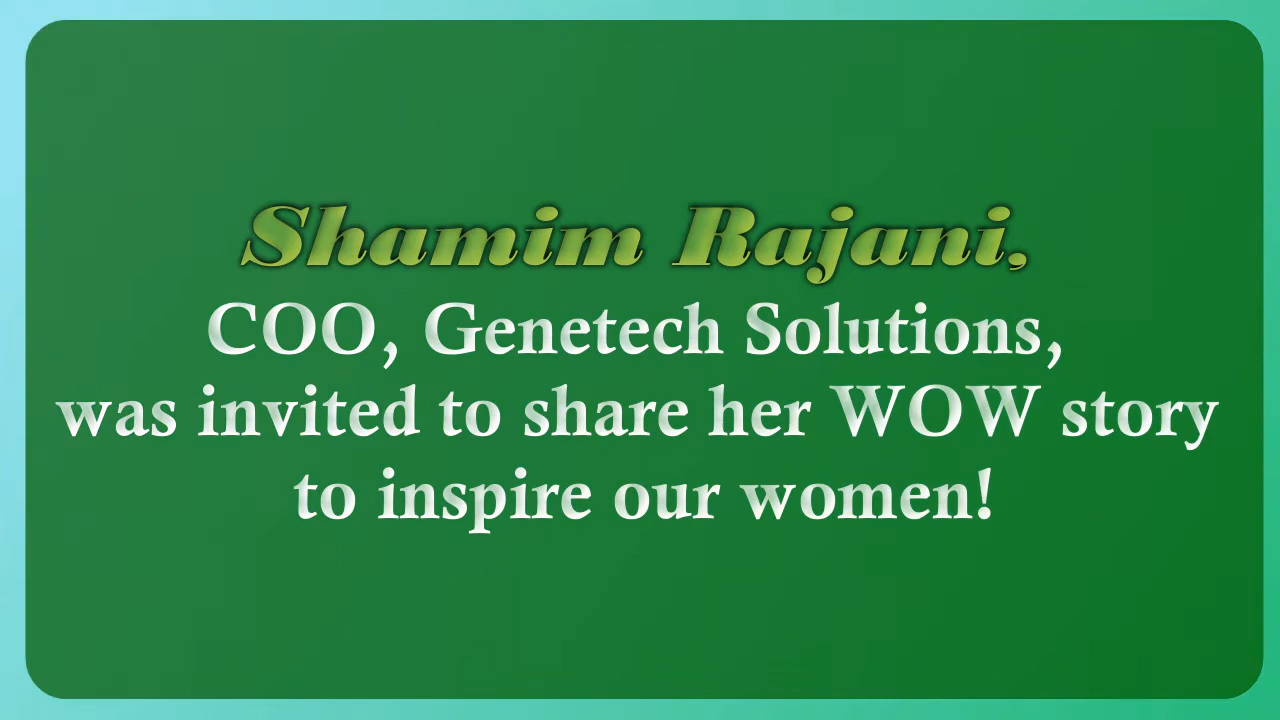 Shamim Rajani,
COO, Genetech Solutions,
was invited to share her WOW story
to inspire our women!